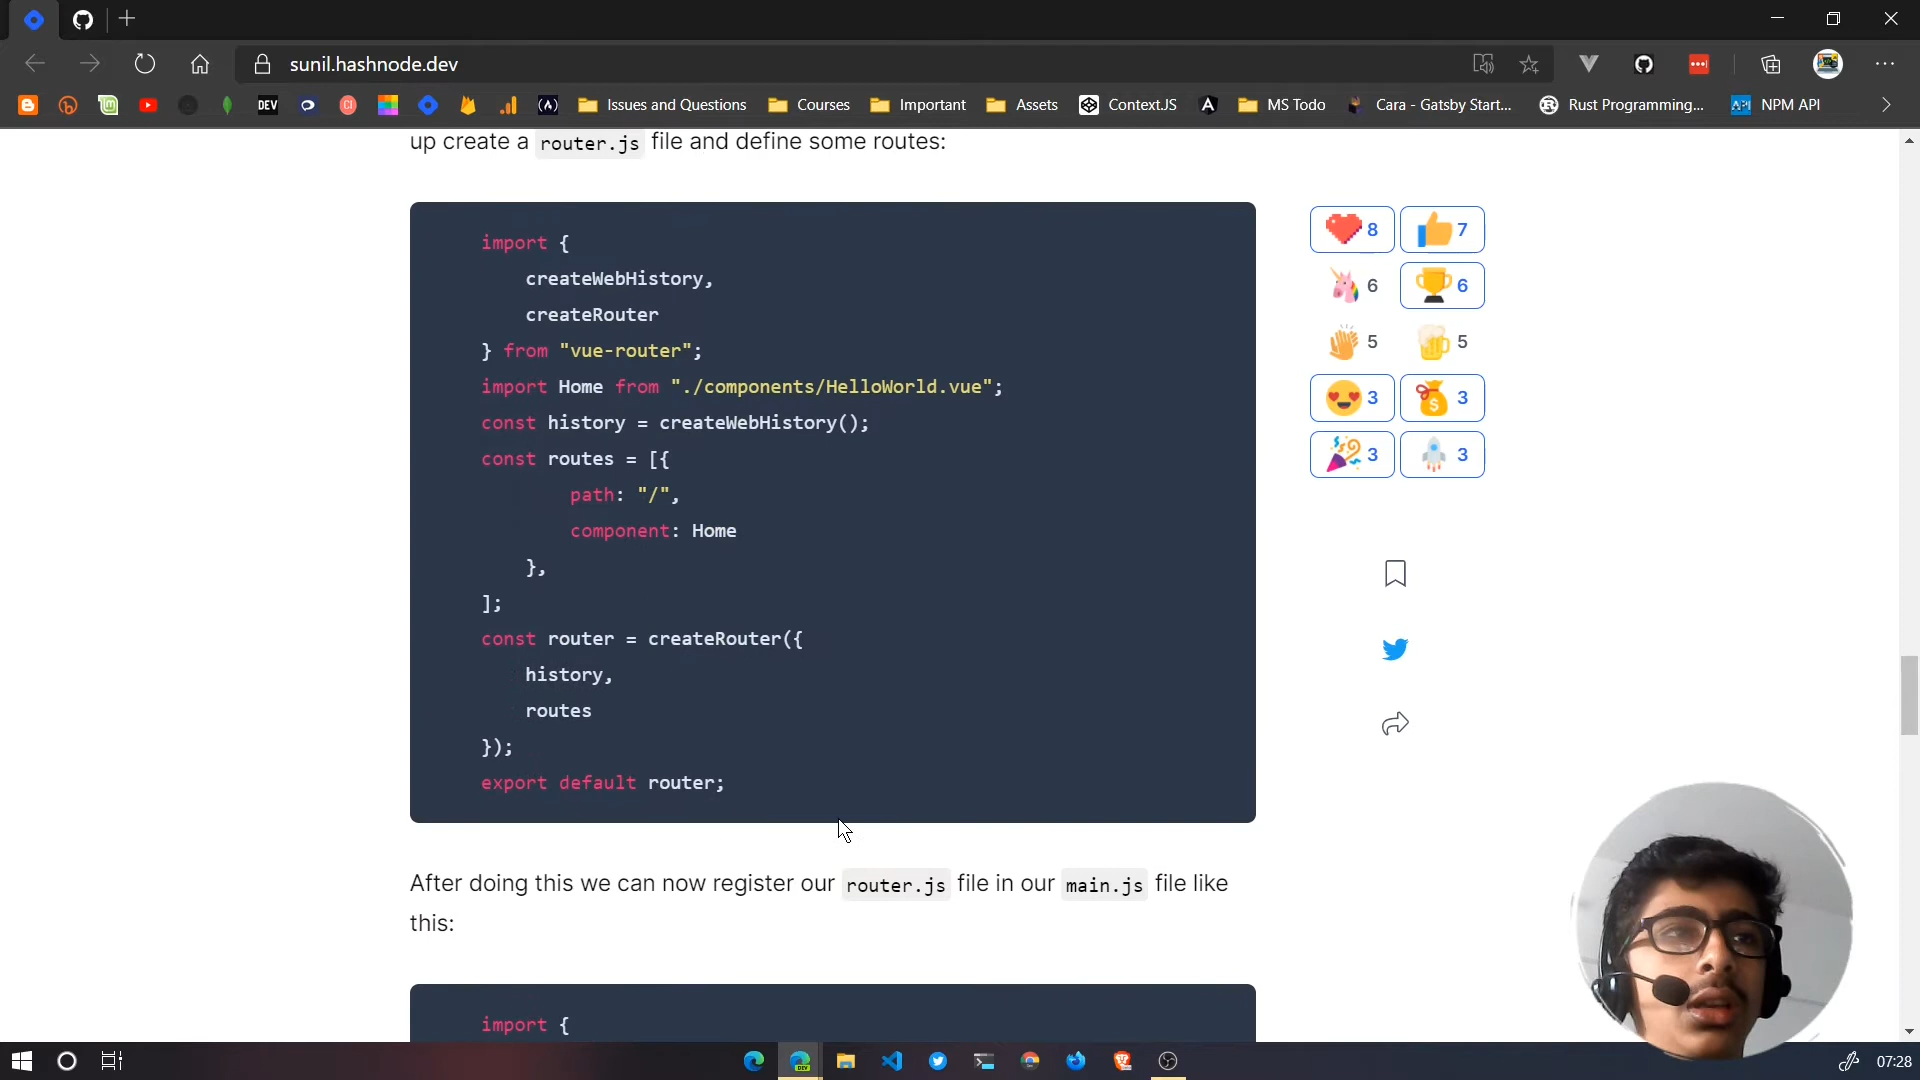 sunil.hashnode.dev
DEV
CI
(A)
Issues and Questions
Courses
Important
Assets
ContextJS
MS Todo
Cara - Gatsby Start...
Rust Programming...
API
NPM API
up create a router.js file and define some routes:
import {
createWebHistory,
createRouter
} from "vue-router";
import Home from "./components/HelloWorld.vue";
const history = createWebHistory();
const routes = [{
path: "/",
component: Home
},
];
const router = createRouter({
history,
routes
});
export default router;
8
7
6
6
5
5
3
3
3
3
After doing this we can now register our router.js file in our main.js file like
this:
import {
DEV
07:28